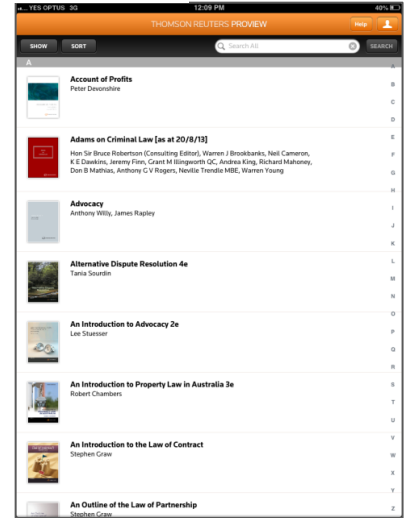 YES OPTUS 3G 12:09 PM 40%
THOMSON REUTERS PROVIEW Help
SHOW SORT Search All SEARCH
A
Account of Profits
Peter Devonshire
Adams on Criminal Law [as at 20/8/13]
Hon Sir Bruce Robertson (Consulting Editor), Warren J Brookbanks, Neil Cameron,
K E Dawkins, Jeremy Finn, Grant M Illingworth QC, Andrea King, Richard Mahoney,
Don B Mathias, Anthony G V Rogers, Neville Trendle MBE, Warren Young
Advocacy
Anthony Willy, James Rapley
Alternative Dispute Resolution 4e
Tania Sourdin
An Introduction to Advocacy 2e
Lee Stuesser
An Introduction to Property Law in Australia 3e
Robert Chambers
An Introduction to the Law of Contract
Stephen Graw
An Outline of the Law of Partnership
Stephen Graw
A
B
C
D
E
F
G
H
I
J
K
L
M
N
O
P
Q
R
S
T
U
V
W
X
Y
Z